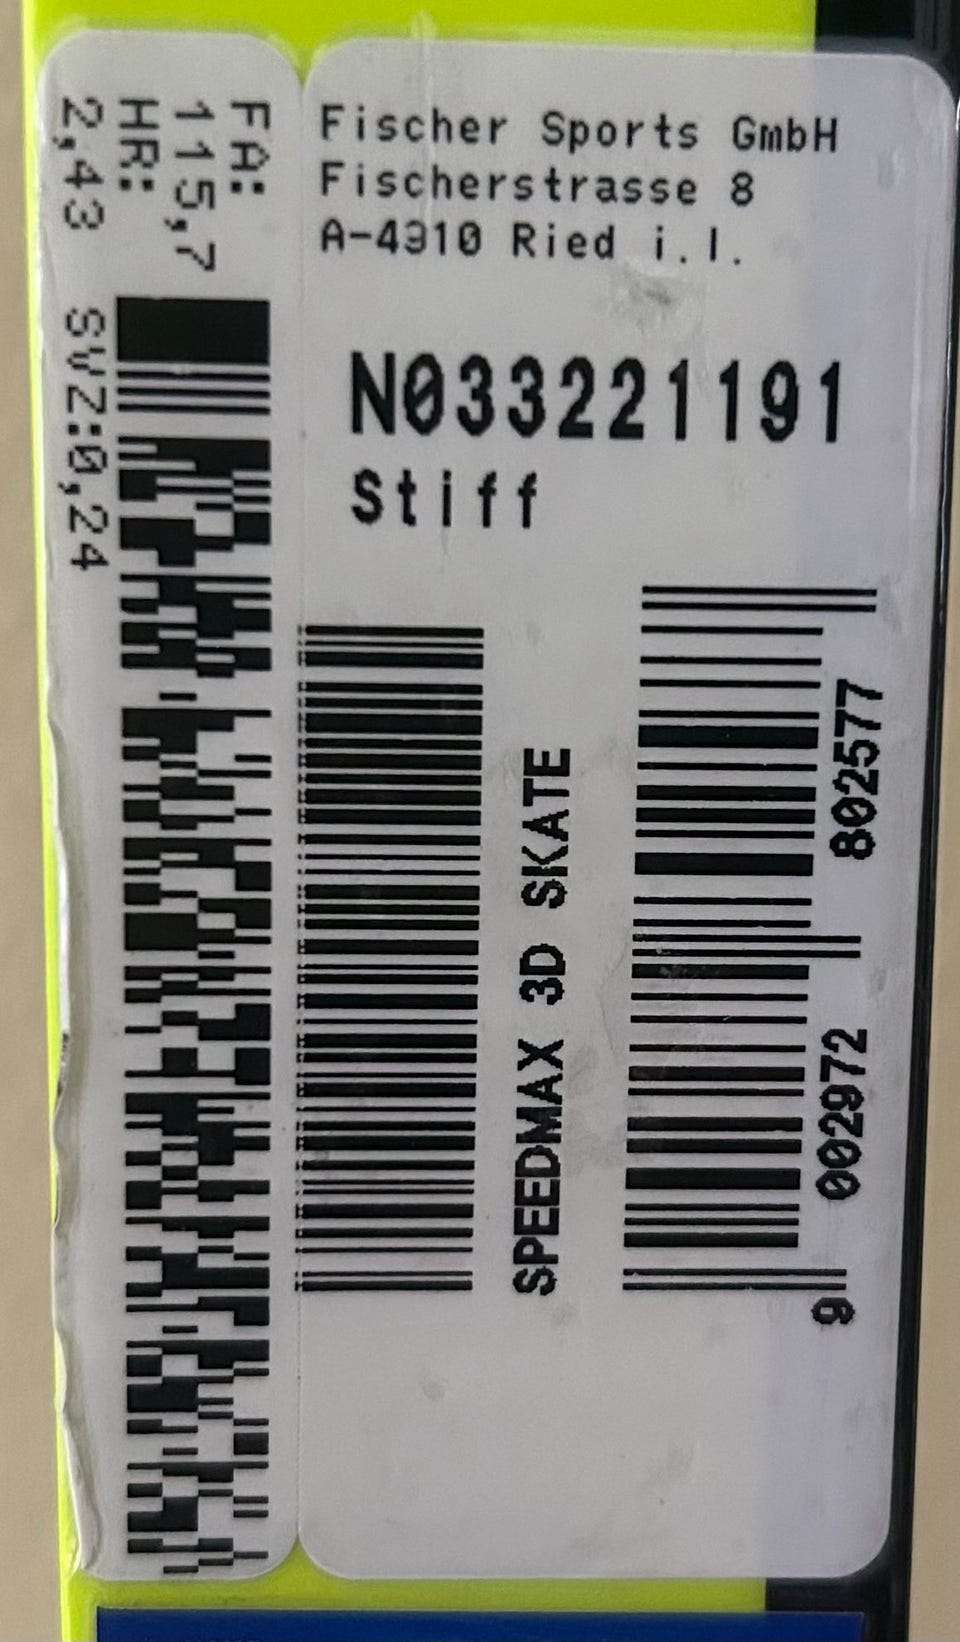 Fischer Sports GmbH
Fischerstrasse 8
A-4910 Ried i.I.
N033221191
Stiff
SPEEDMAX 3D SKATE
9 002972 802577
FA:
115,7
HR:
2,43 SVZ:0,24